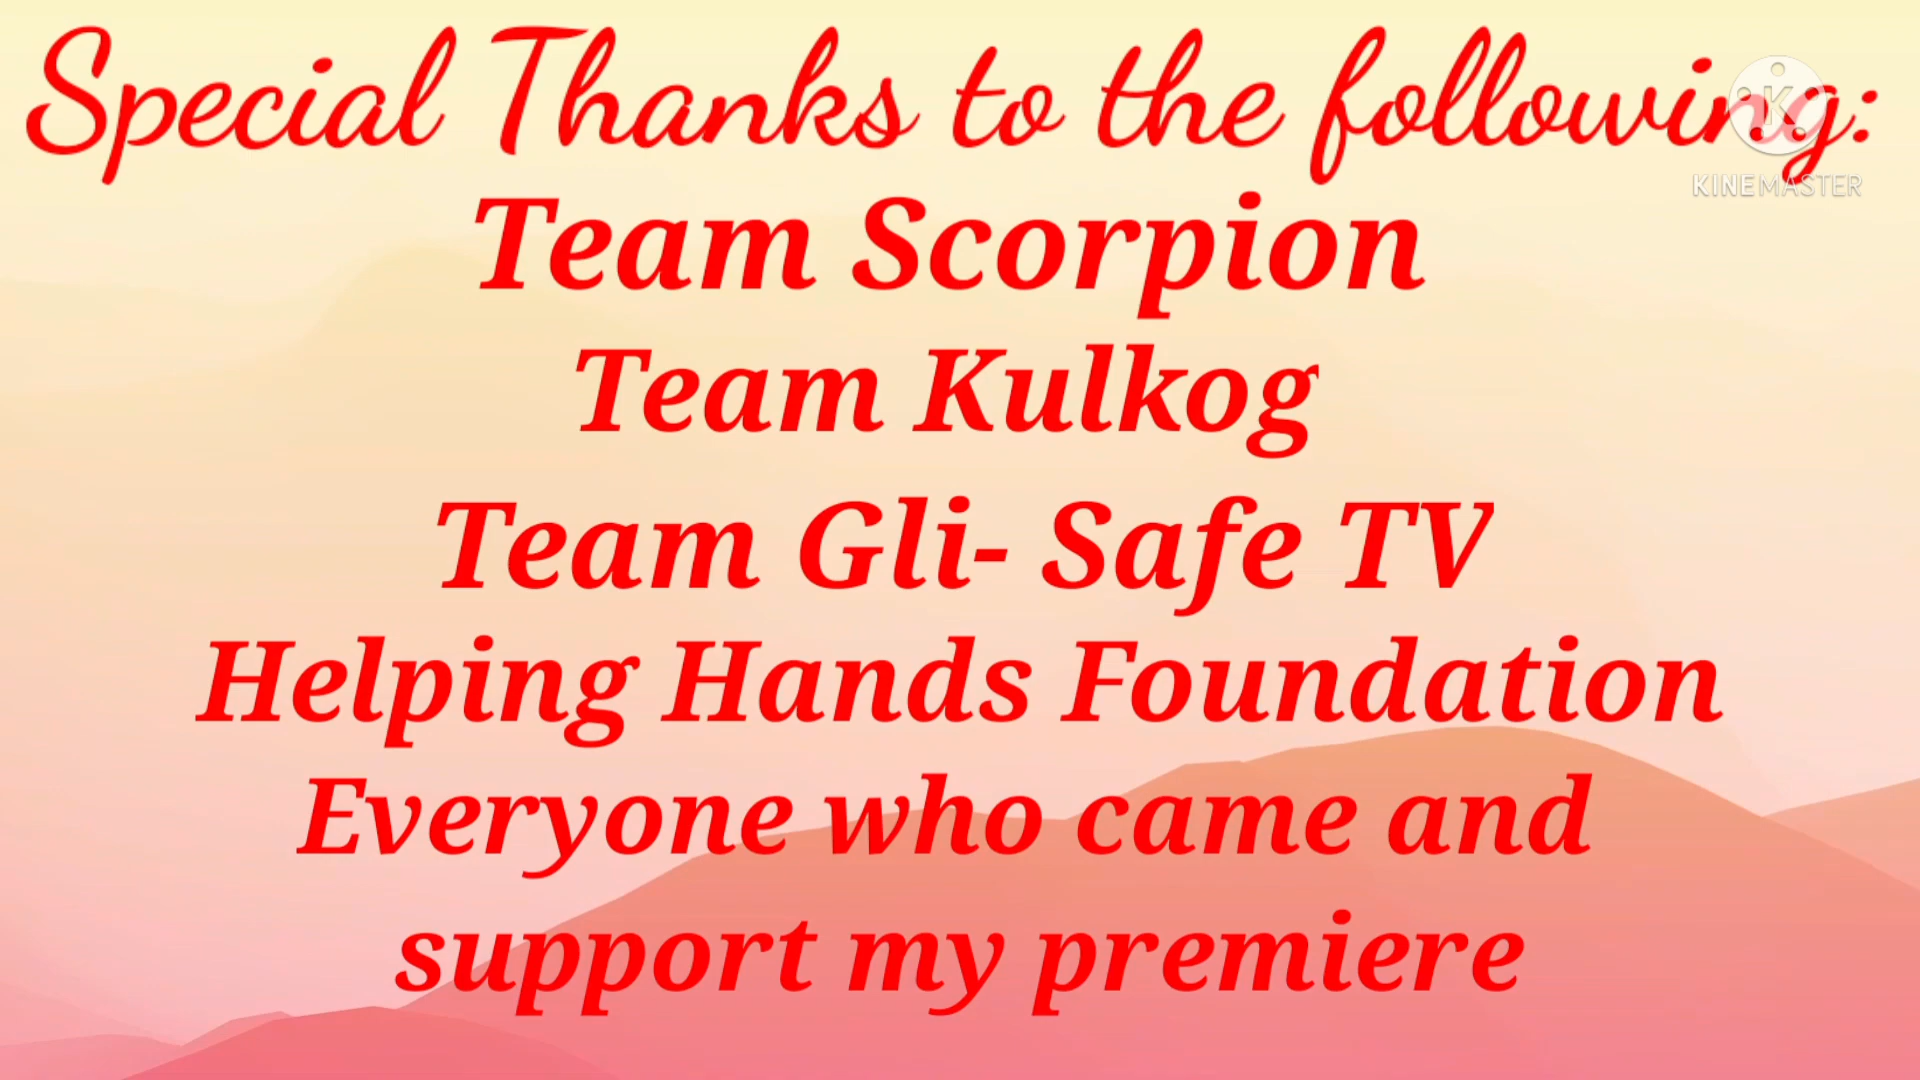 Special Thanks to the following:
KINEMASTER
Team Scorpion
Team Kulkog
Team Gli- Safe TV
Helping Hands Foundation
Everyone who came and
support my premiere